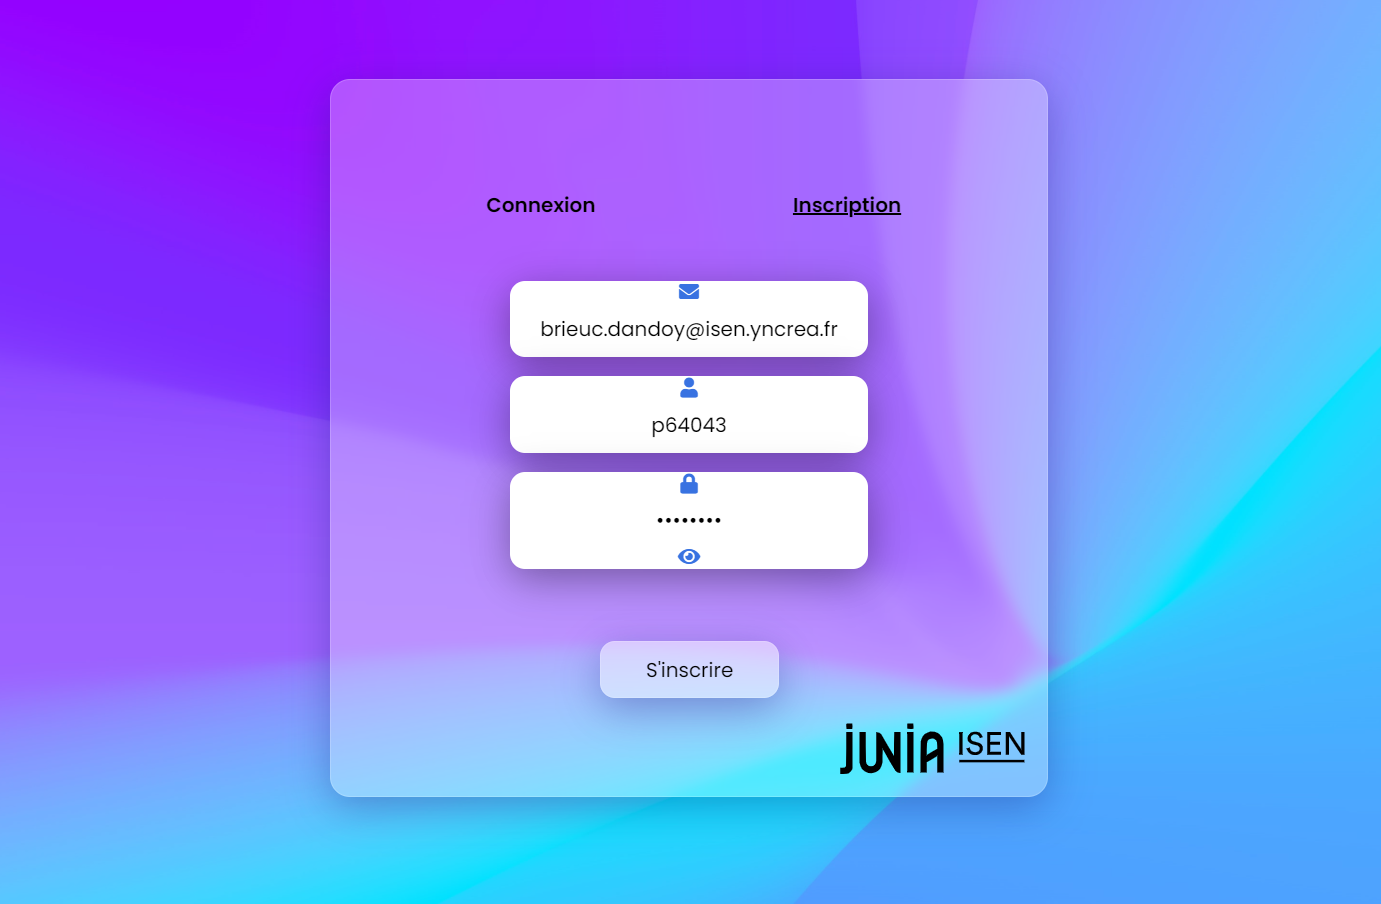 Connexion
Inscription
brieuc.dandoy@isen.yncrea.fr
p64043
••••••••
S'inscrire
JUNIA ISEN